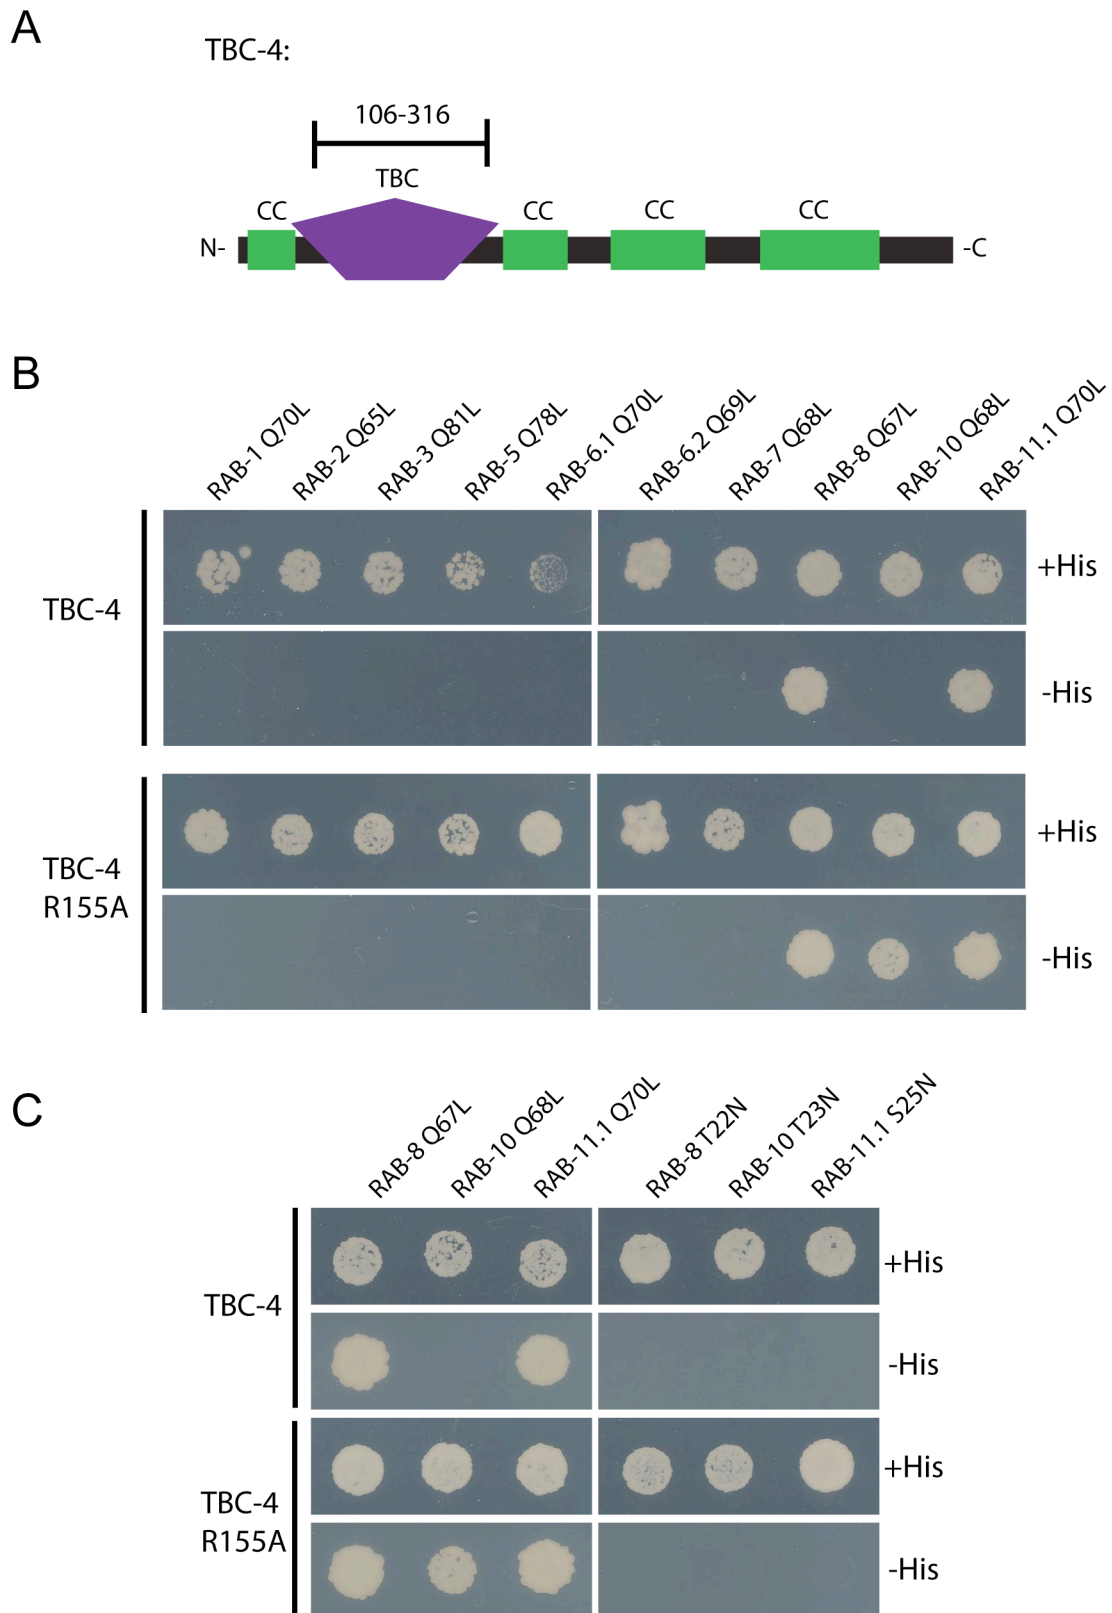 A
TBC-4:
106-316
TBC
CC
CC
CC
CC
N-
-C
B
RAB-1 Q70L
RAB-2 Q65L
RAB-3 Q81L
RAB-5 Q78L
RAB-6.1 Q70L
RAB-6.2 Q69L
RAB-7 Q68L
RAB-8 Q67L
RAB-10 Q68L
RAB-11.1 Q70L
TBC-4
+His
-His
TBC-4
R155A
+His
-His
C
RAB-8 Q67L
RAB-10 Q68L
RAB-11.1 Q70L
RAB-8 T22N
RAB-10 T23N
RAB-11.1 S25N
TBC-4
+His
-His
TBC-4
R155A
+His
-His